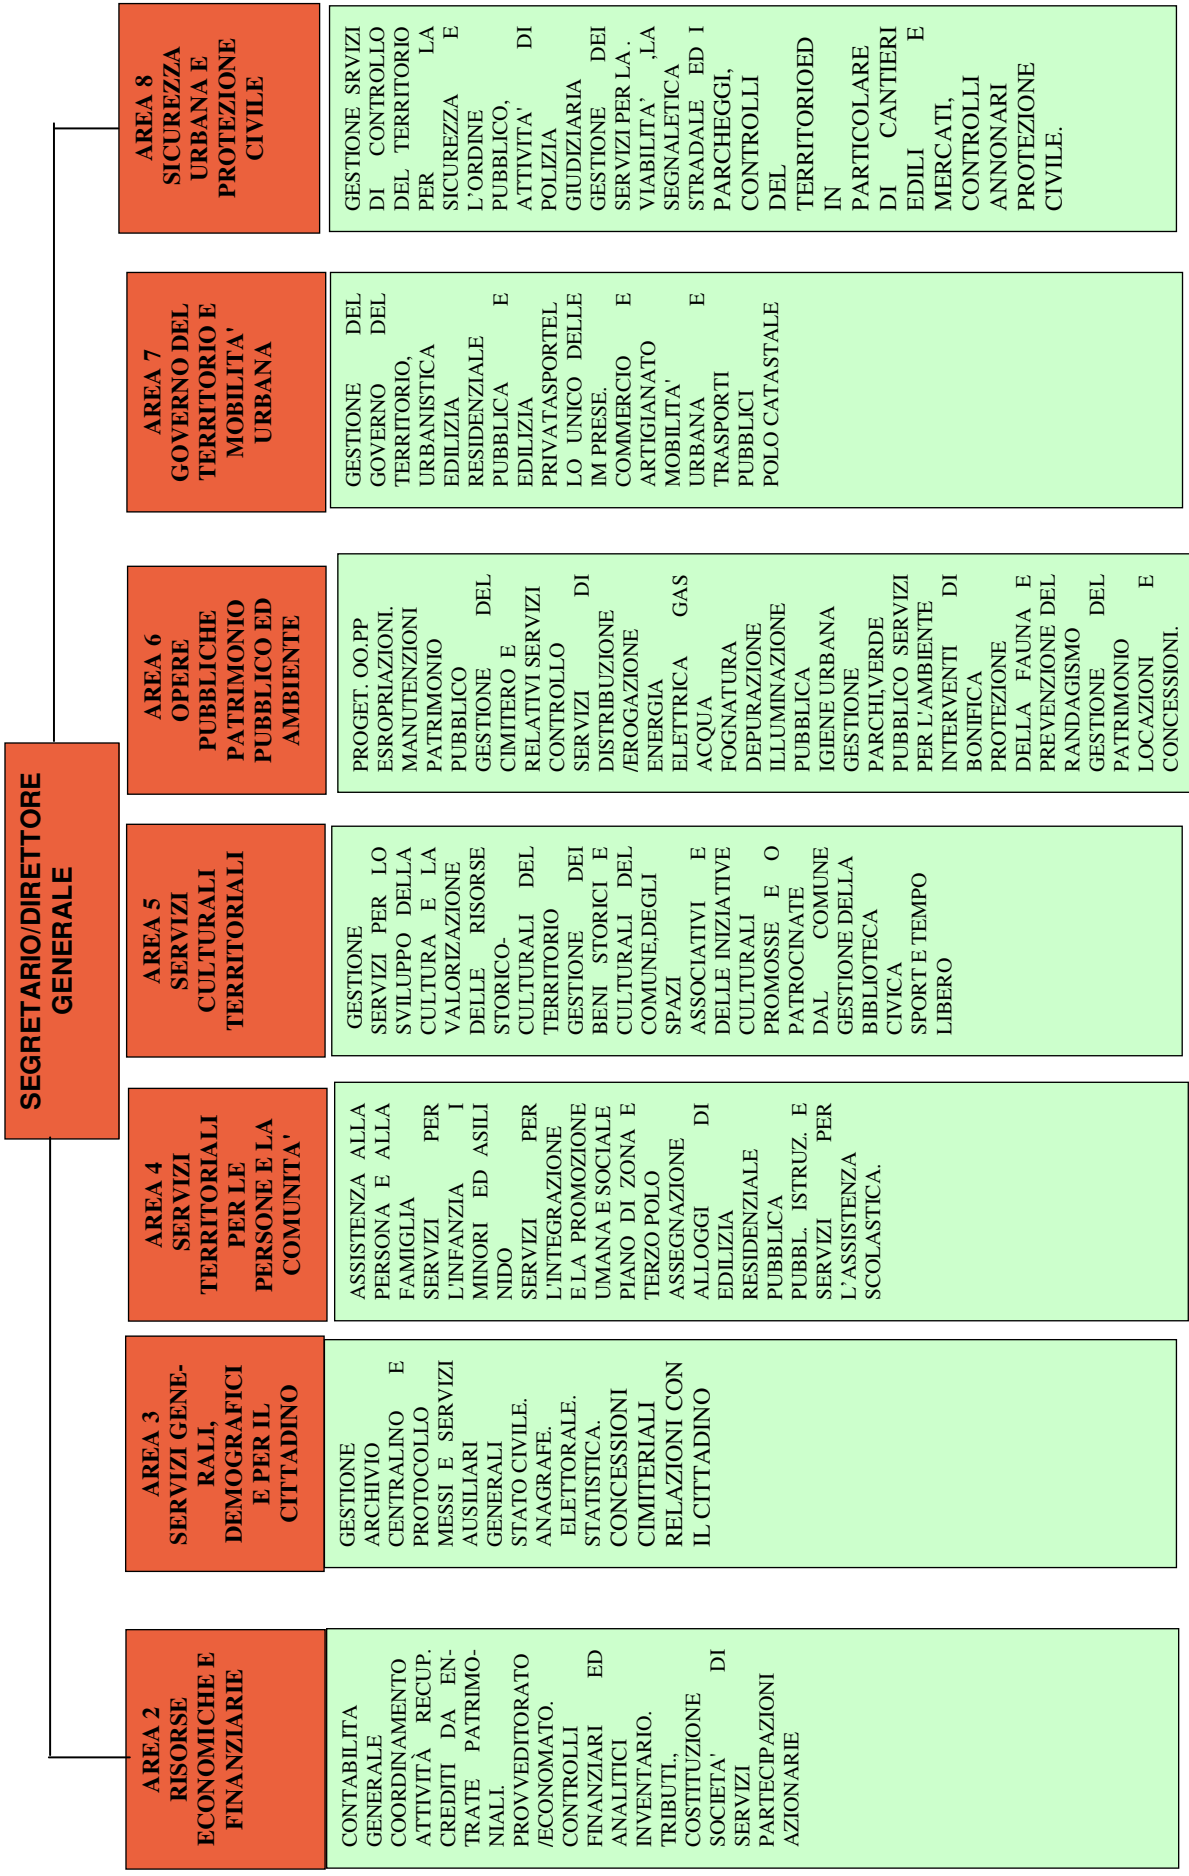 SEGRETARIO/DIRETTORE
GENERALE
AREA 2
RISORSE
ECONOMICHE E
FINANZIARIE
CONTABILITA
GENERALE
COORDINAMENTO
ATTIVITÀ RECUP.
CREDITI DA EN-
TRATE PATRIMO-
NIALI.
PROVVEDITORATO
/ECONOMATO.
CONTROLLI
FINANZIARI ED
ANALITICI
INVENTARIO.
TRIBUTI.,
COSTITUZIONE
SOCIETA' DI
SERVIZI
PARTECIPAZIONI
AZIONARIE
AREA 3
SERVIZI GENE-
RALI,
DEMOGRAFICI
E PER IL
CITTADINO
GESTIONE
ARCHIVIO
CENTRALINO E
PROTOCOLLO
MESSI E SERVIZI
AUSILIARI
GENERALI
STATO CIVILE.
ANAGRAFE.
ELETTORALE.
STATISTICA.
CONCESSIONI
CIMITERIALI
RELAZIONI CON
IL CITTADINO
AREA 4
SERVIZI
TERRITORIALI
PER LE
PERSONE E LA
COMUNITA'
ASSISTENZA ALLA
PERSONA E ALLA
FAMIGLIA
SERVIZI PER
L'INFANZIA I
MINORI ED ASILI
NIDO
SERVIZI PER
L'INTEGRAZIONE
E LA PROMOZIONE
UMANA E SOCIALE
PIANO DI ZONA E
TERZO POLO
ASSEGNAZIONE
ALLOGGI DI
EDILIZIA
RESIDENZIALE
PUBBLICA
PUBBL. ISTRUZ. E
SERVIZI PER
L'ASSISTENZA
SCOLASTICA.
AREA 5
SERVIZI
CULTURALI
TERRITORIALI
GESTIONE
SERVIZI PER LO
SVILUPPO DELLA
CULTURA E LA
VALORIZAZIONE
DELLE RISORSE
STORICO-
CULTURALI DEL
TERRITORIO
GESTIONE DEI
BENI STORICI E
CULTURALI DEL
COMUNE,DEGLI
SPAZI
ASSOCIATIVI E
DELLE INIZIATIVE
CULTURALI
PROMOSSE E O
PATROCINATE
DAL COMUNE
GESTIONE DELLA
BIBLIOTECA
CIVICA
SPORT E TEMPO
LIBERO
AREA 6
OPERE
PUBBLICHE
PATRIMONIO
PUBBLICO ED
AMBIENTE
PROGET. OO.PP
ESROPRIAZIONI.
MANUTENZIONI
PATRIMONIO
PUBBLICO
GESTIONE DEL
CIMITERO E
RELATIVI SERVIZI
CONTROLLO
SERVIZI DI
DISTRIBUZIONE
/EROGAZIONE
ENERGIA
ELETTRICA GAS
ACQUA
FOGNATURA
DEPURAZIONE
ILLUMINAZIONE
PUBBLICA
IGIENE URBANA
GESTIONE
PARCHI,VERDE
PUBBLICO SERVIZI
PER L'AMBIENTE
INTERVENTI DI
BONIFICA
PROTEZIONE
DELLA FAUNA E
PREVENZIONE DEL
RANDAGISMO
GESTIONE DEL
PATRIMONIO
LOCAZIONI E
CONCESSIONI.
AREA 7
GOVERNO DEL
TERRITORIO E
MOBILITA'
URBANA
GESTIONE DEL
GOVERNO DEL
TERRITORIO,
URBANISTICA
EDILIZIA
RESIDENZIALE
PUBBLICA E
EDILIZIA
PRIVATASPORTEL
LO UNICO DELLE
IMPRESE.
COMMERCIO E
ARTIGIANATO
MOBILITA'
URBANA E
TRASPORTI
PUBBLICI
POLO CATASTALE
AREA 8
SICUREZZA
URBANA E
PROTEZIONE
CIVILE
GESTIONE SRVIZI
DI CONTROLLO
DEL TERRITORIO
PER LA
SICUREZZA E
L'ORDINE
PUBBLICO,
ATTIVITA' DI
POLIZIA
GIUDIZIARIA
GESTIONE DEI
SERVIZI PER LA .
VIABILITA' ,LA
SEGNALETICA
STRADALE ED I
PARCHEGGI,
CONTROLLI
DEL
TERRITORIOED
IN
PARTICOLARE
DI CANTIERI
EDILI E
MERCATI,
CONTROLLI
ANNONARI
PROTEZIONE
CIVILE.